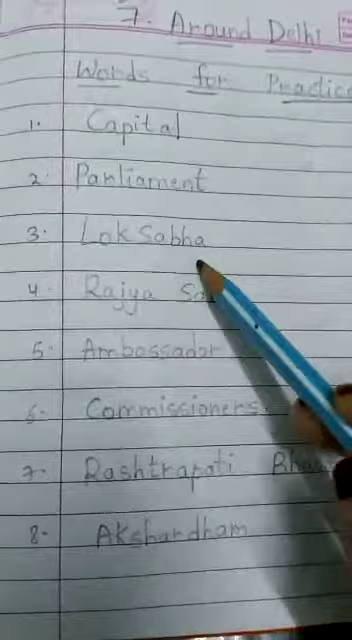 7. Around Delhi
Words for Practice
1. Capital
2. Parliament
3. Lok Sabha
4. Rajya
5. Ambassador
6. Commissioners.
7. Rashtrapati
8. Akshardham